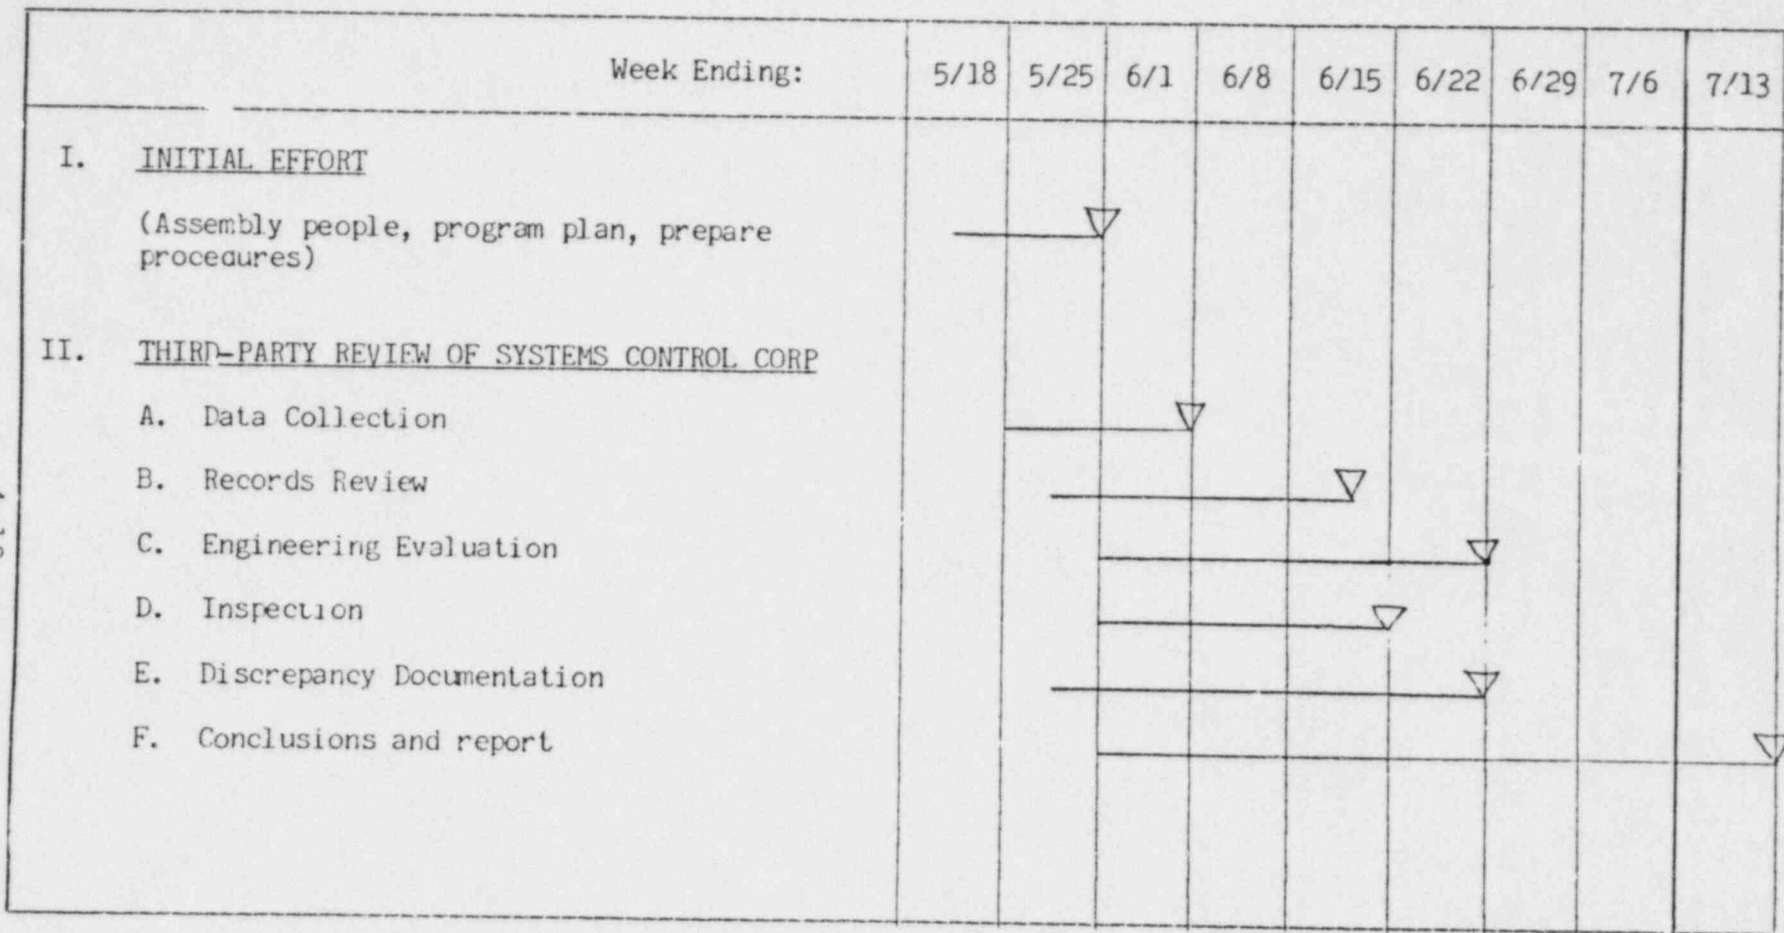 Week Ending: 5/18 5/25 6/1 6/8 6/15 6/22 6/29 7/6 7/13
I. INITIAL EFFORT
(Assembly people, program plan, prepare
procedures)
II. THIRD-PARTY REVIEW OF SYSTEMS CONTROL CORP
A. Data Collection
B. Records Review
C. Engineering Evaluation
D. Inspection
E. Discrepancy Documentation
F. Conclusions and report